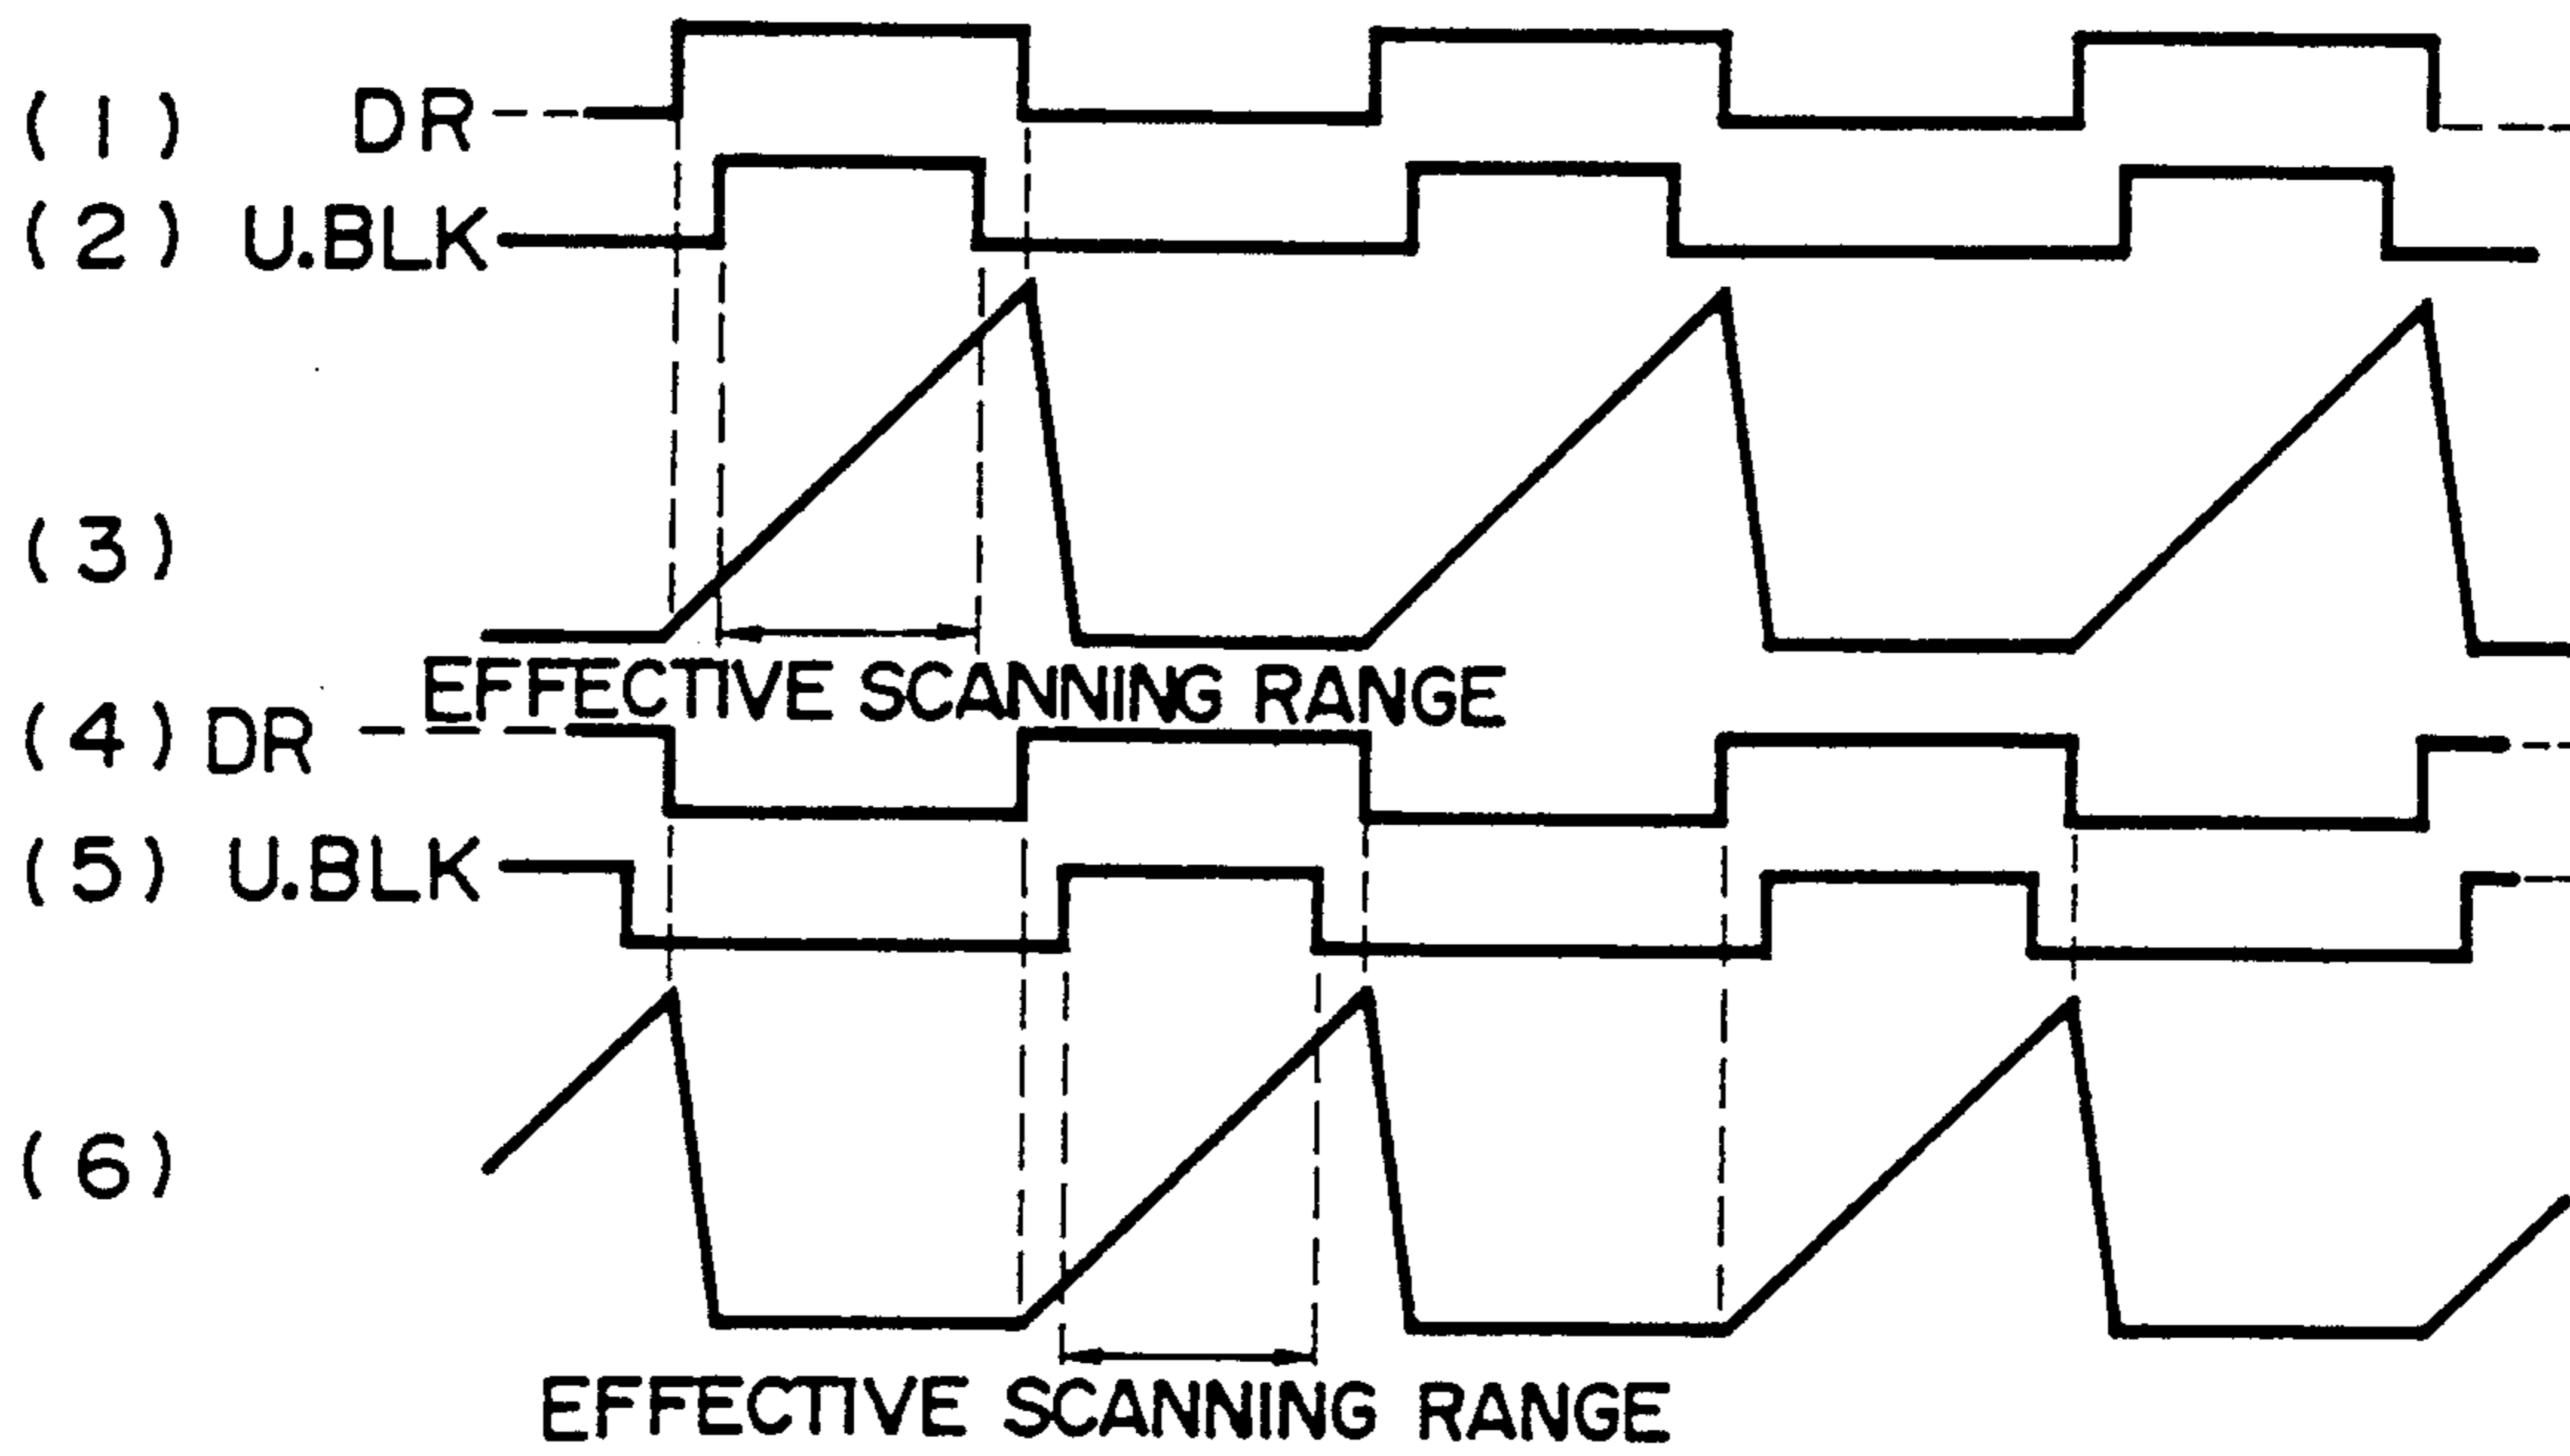 (1) DR
(2) U.BLK
(3)
EFFECTIVE SCANNING RANGE
(4) DR
(5) U.BLK
(6)
EFFECTIVE SCANNING RANGE